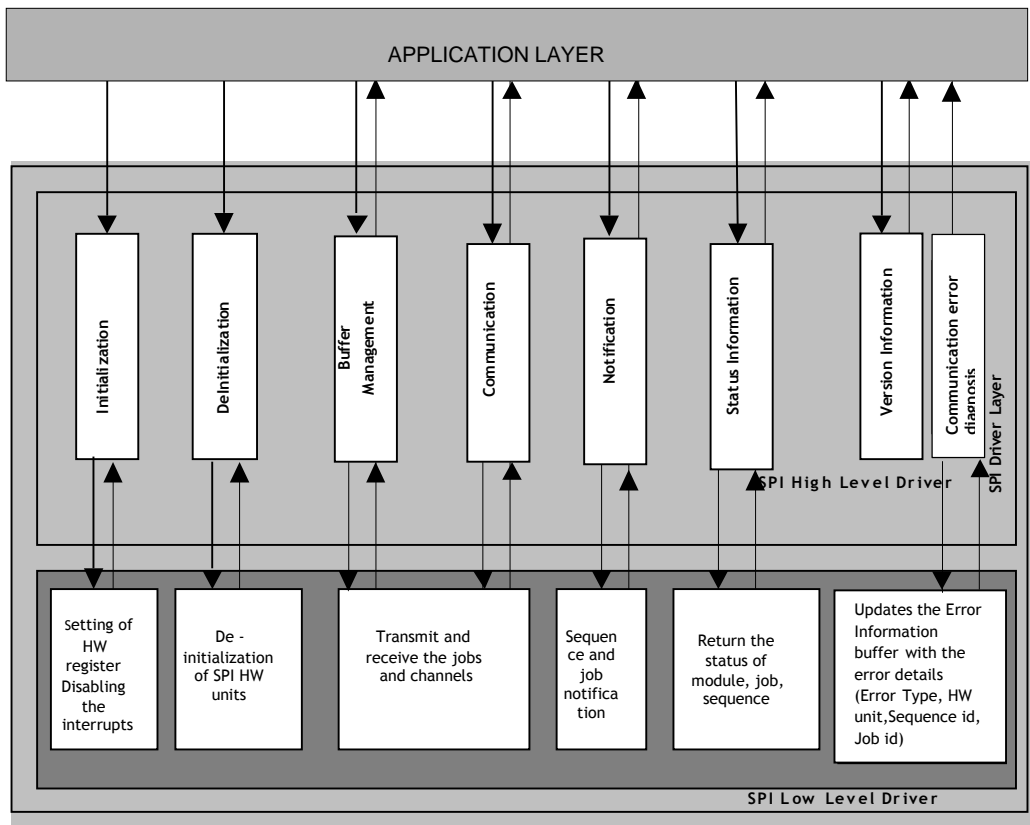 APPLICATION LAYER
Initialization
DeInitialization
Buffer
Management
Communication
Notification
Status Information
Version Information
Communication error
diagnosis
SPI Driver Layer
SPI High Level Driver
Setting of
HW
register
Disabling
the
interrupts
De -
initialization
of SPI HW
units
Transmit and
receive the jobs
and channels
Sequen
ce and
job
notifica
tion
Return the
status of
module, job,
sequence
Updates the Error
Information
buffer with the
error details
(Error Type, HW
unit,Sequence id,
Job id)
SPI Low Level Driver